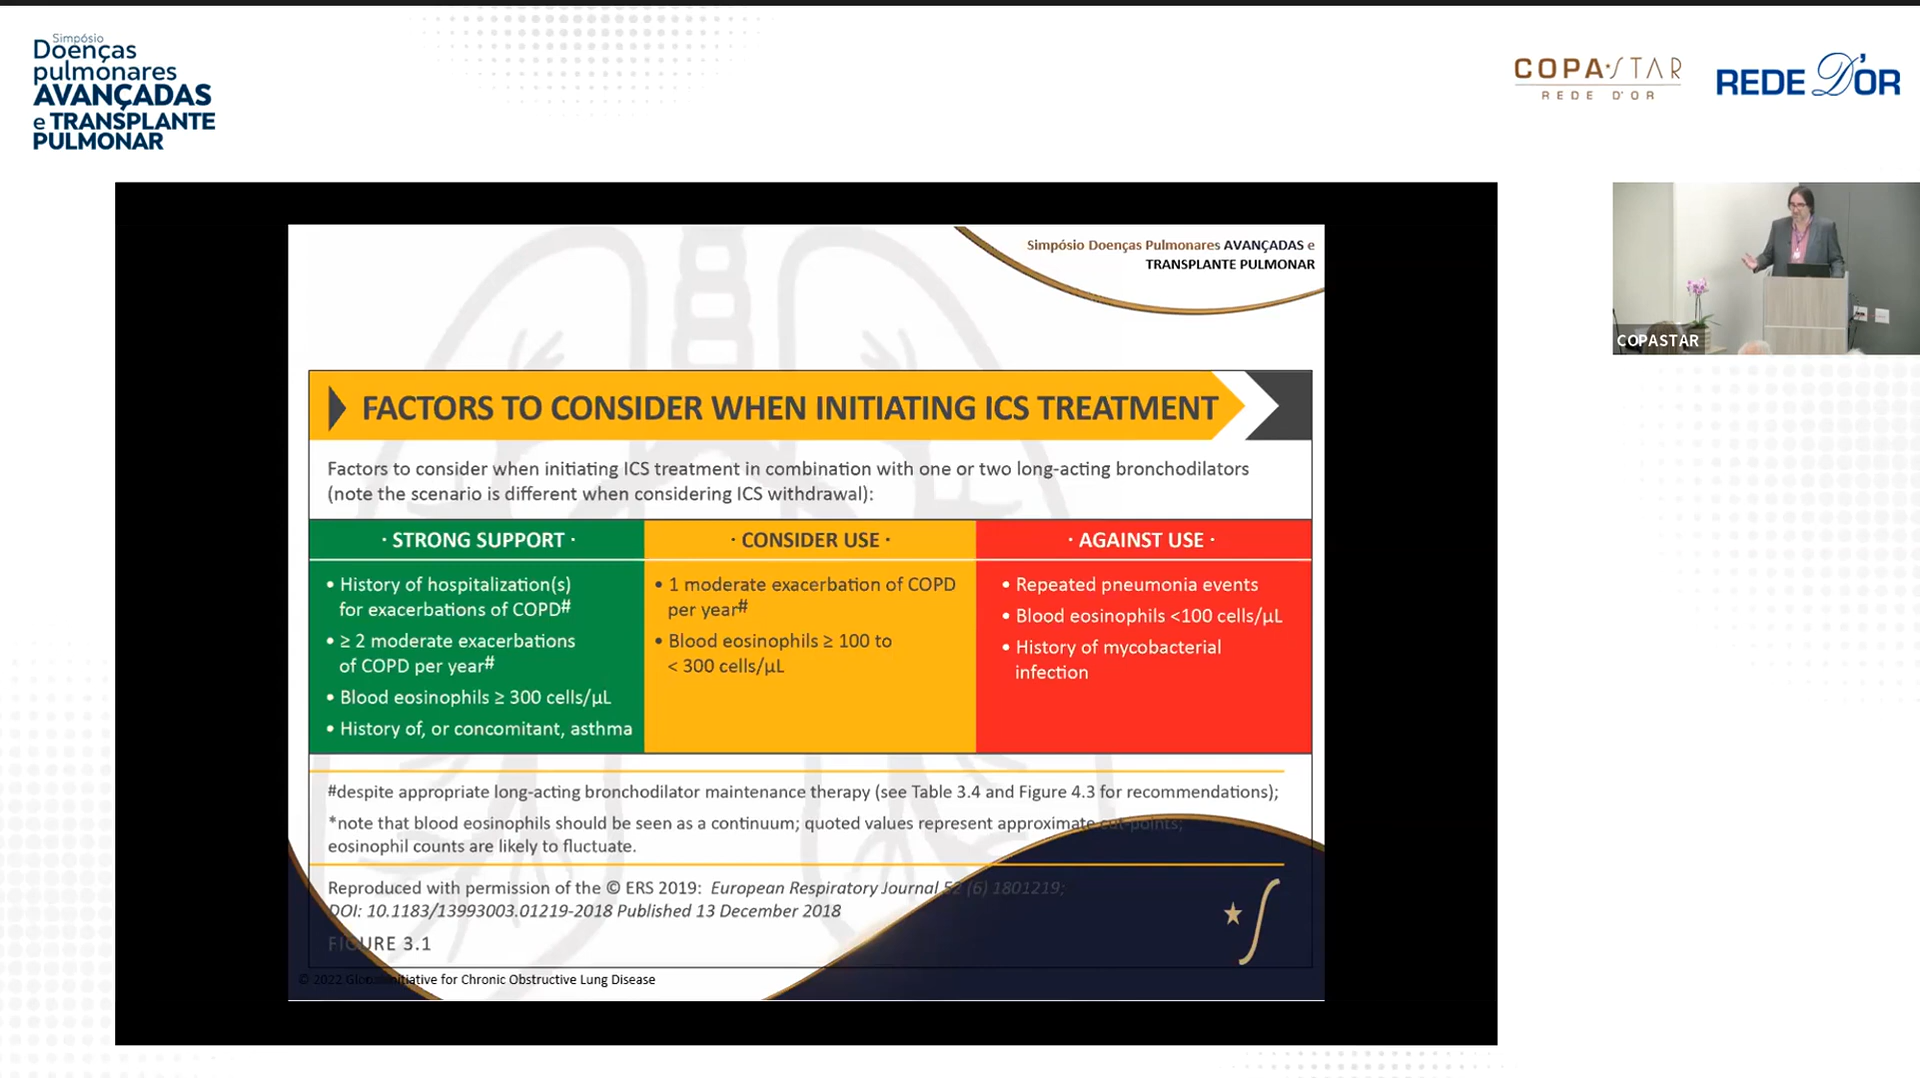 Simpósio
Doenças
pulmonares
AVANÇADAS
e TRANSPLANTE
PULMONAR
COPA STAR
REDE D'OR
REDE D'OR
Simpósio Doenças Pulmonares AVANÇADAS e
TRANSPLANTE PULMONAR
COPASTAR
FACTORS TO CONSIDER WHEN INITIATING ICS TREATMENT
Factors to consider when initiating ICS treatment in combination with one or two long-acting bronchodilators
(note the scenario is different when considering ICS withdrawal):
· STRONG SUPPORT ·
• History of hospitalization(s)
for exacerbations of COPD#
• ≥ 2 moderate exacerbations
of COPD per year#
• Blood eosinophils ≥ 300 cells/µL
• History of, or concomitant, asthma
· CONSIDER USE ·
• 1 moderate exacerbation of COPD
per year#
• Blood eosinophils ≥ 100 to
< 300 cells/µL
· AGAINST USE ·
• Repeated pneumonia events
• Blood eosinophils <100 cells/µL
• History of mycobacterial
infection
#despite appropriate long-acting bronchodilator maintenance therapy (see Table 3.4 and Figure 4.3 for recommendations);
*note that blood eosinophils should be seen as a continuum; quoted values represent approximate cut-points;
eosinophil counts are likely to fluctuate.
Reproduced with permission of the © ERS 2019: European Respiratory Journal 52 (6) 1801219;
DOI: 10.1183/13993003.01219-2018 Published 13 December 2018
FIGURE 3.1
© 2022 Global Initiative for Chronic Obstructive Lung Disease